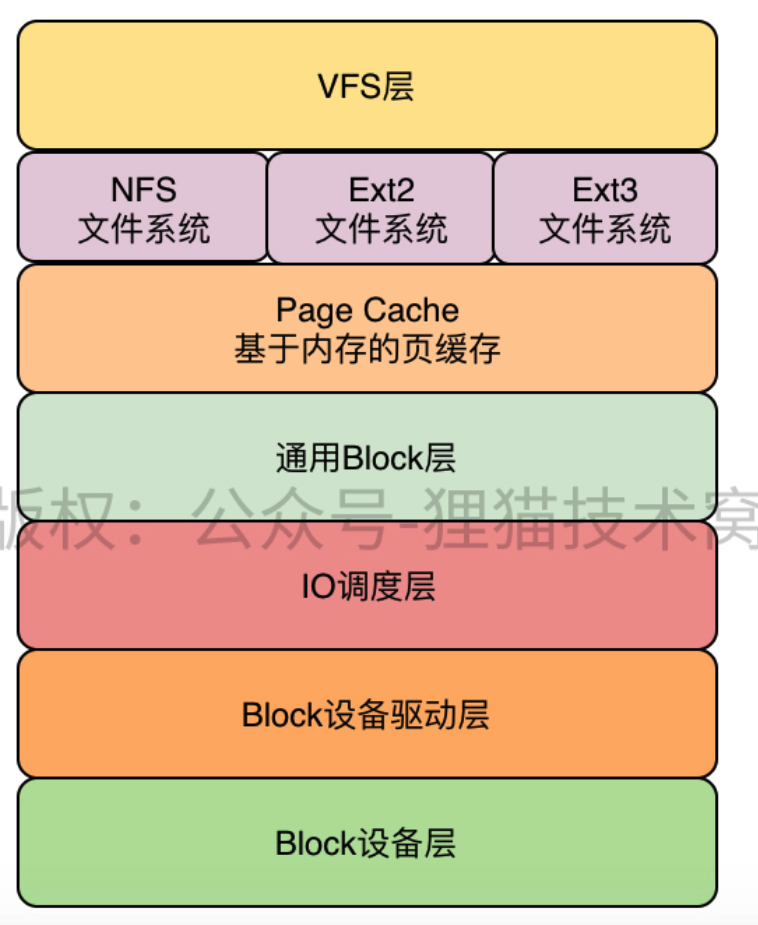 VFS层
NFS
文件系统
Ext2
文件系统
Ext3
文件系统
Page Cache
基于内存的页缓存
通用Block层
版权：公众号-狸猫技术窝
IO调度层
Block设备驱动层
Block设备层